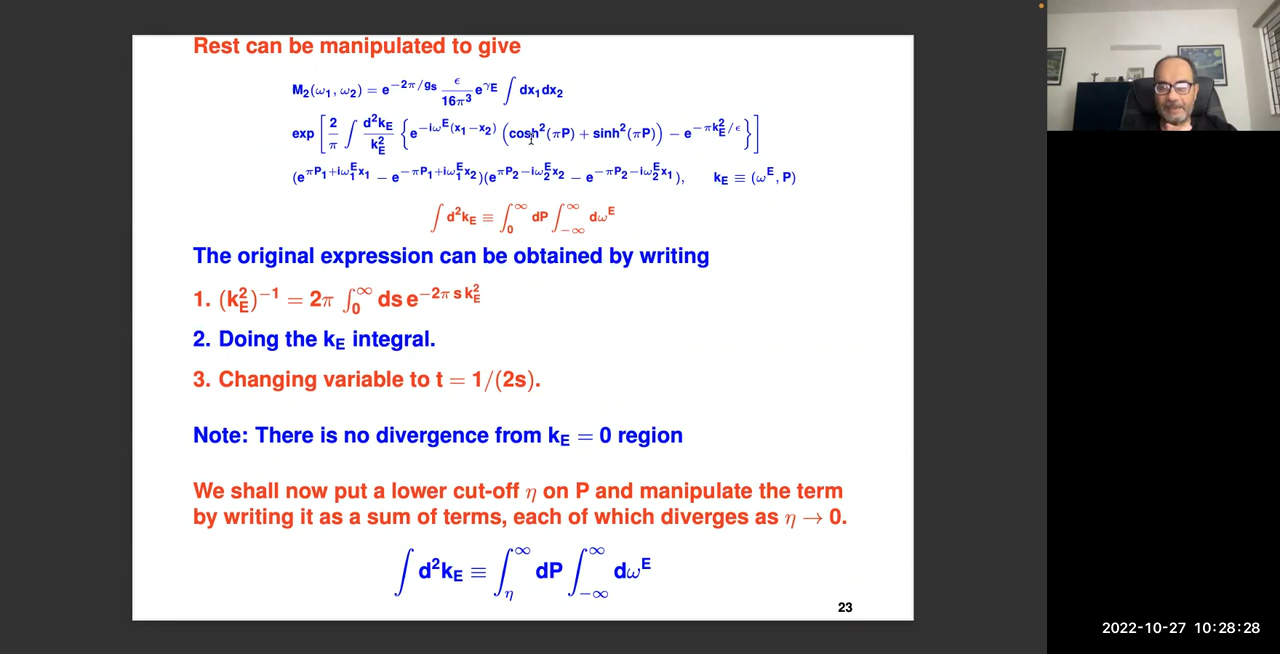 Rest can be manipulated to give
M₂(ω₁, ω₂) = e^{−2π/g_s} ϵ/(16π³) e^{γ_E} ∫ dx₁dx₂
exp [ 2/π ∫ d²k_E/k_E² { e^{−iω^E(x₁−x₂)} (cosh²(πP) + sinh²(πP)) − e^{−πk_E²/ϵ} } ]
(e^{πP₁+iω₁^E x₁} − e^{−πP₁+iω₁^E x₂})(e^{πP₂−iω₂^E x₂} − e^{−πP₂−iω₂^E x₁}), k_E ≡ (ω^E, P)
∫ d²k_E ≡ ∫_0^∞ dP ∫_{−∞}^∞ dω^E
The original expression can be obtained by writing
1. (k_E²)^{−1} = 2π ∫_0^∞ ds e^{−2π s k_E²}
2. Doing the k_E integral.
3. Changing variable to t = 1/(2s).
Note: There is no divergence from k_E = 0 region
We shall now put a lower cut-off η on P and manipulate the term
by writing it as a sum of terms, each of which diverges as η → 0.
∫ d²k_E ≡ ∫_η^∞ dP ∫_{−∞}^∞ dω^E
23
2022-10-27 10:28:28